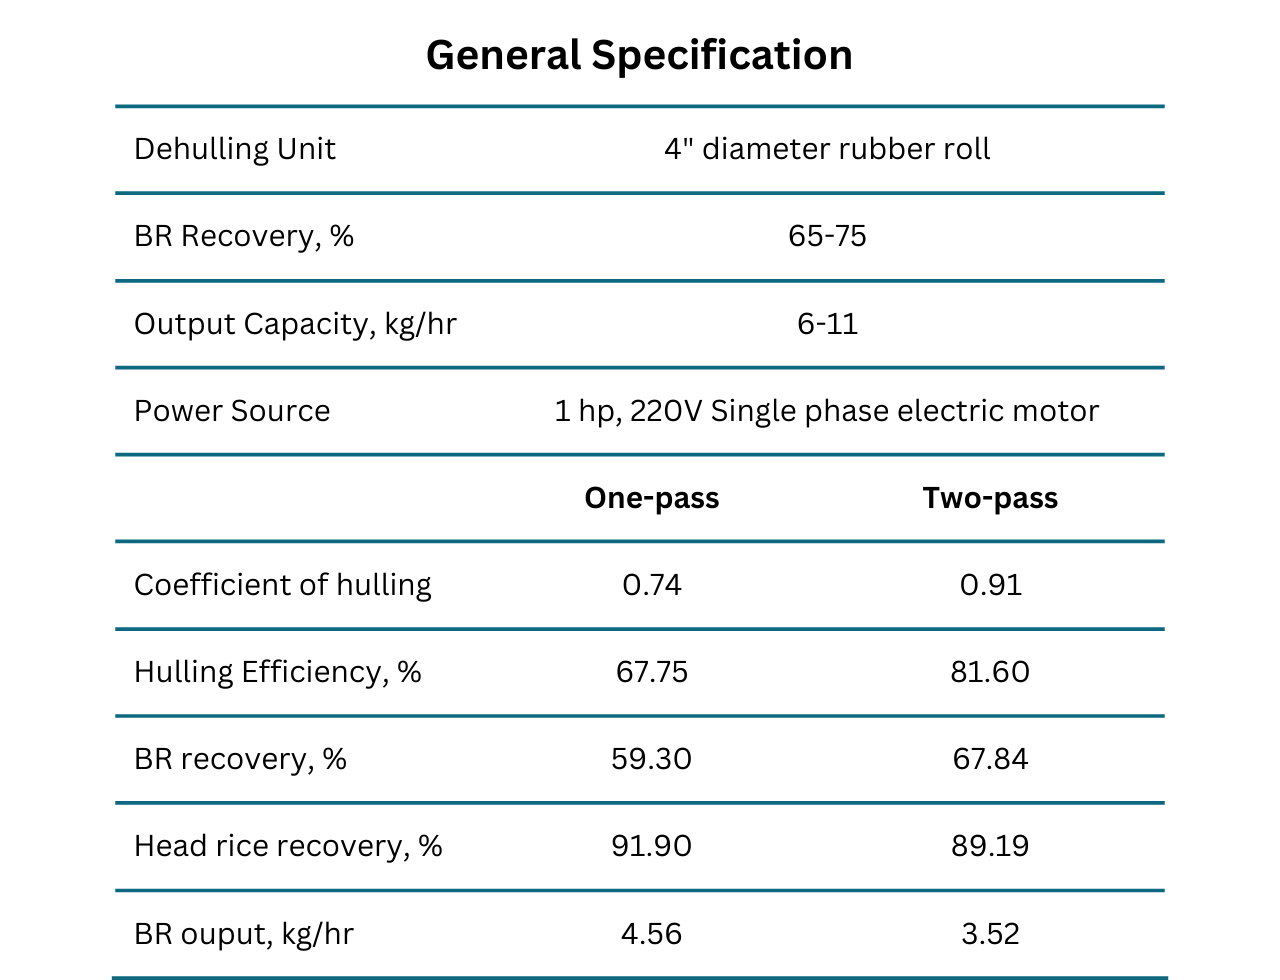 General Specification
Dehulling Unit 4" diameter rubber roll
BR Recovery, % 65-75
Output Capacity, kg/hr 6-11
Power Source 1 hp, 220V Single phase electric motor
One-pass Two-pass
Coefficient of hulling 0.74 0.91
Hulling Efficiency, % 67.75 81.60
BR recovery, % 59.30 67.84
Head rice recovery, % 91.90 89.19
BR ouput, kg/hr 4.56 3.52